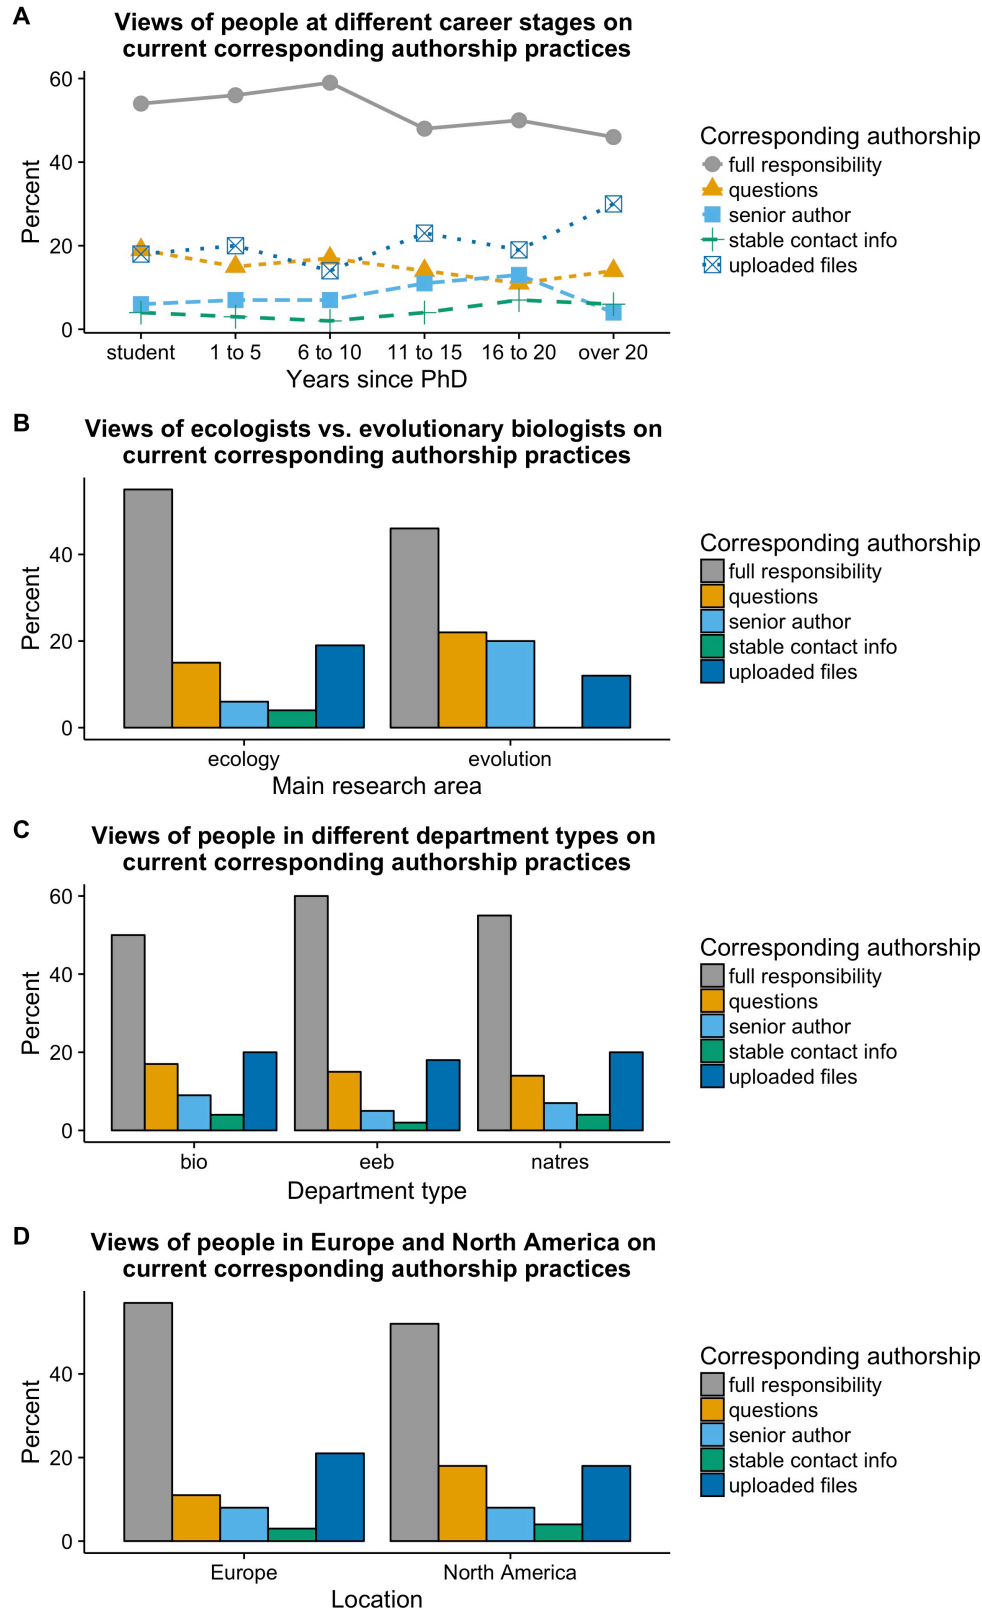 A
Views of people at different career stages on
current corresponding authorship practices
60
40
20
0
Percent
student 1 to 5 6 to 10 11 to 15 16 to 20 over 20
Years since PhD
Corresponding authorship
full responsibility
questions
senior author
stable contact info
uploaded files
B
Views of ecologists vs. evolutionary biologists on
current corresponding authorship practices
40
20
0
Percent
ecology evolution
Main research area
Corresponding authorship
full responsibility
questions
senior author
stable contact info
uploaded files
C
Views of people in different department types on
current corresponding authorship practices
60
40
20
0
Percent
bio eeb natres
Department type
Corresponding authorship
full responsibility
questions
senior author
stable contact info
uploaded files
D
Views of people in Europe and North America on
current corresponding authorship practices
40
20
0
Percent
Europe North America
Location
Corresponding authorship
full responsibility
questions
senior author
stable contact info
uploaded files